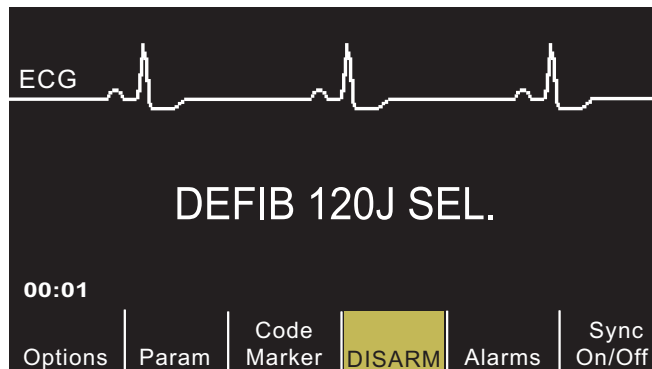 ECG
DEFIB 120J SEL.
00:01
Options Param Code Marker DISARM Alarms Sync On/Off